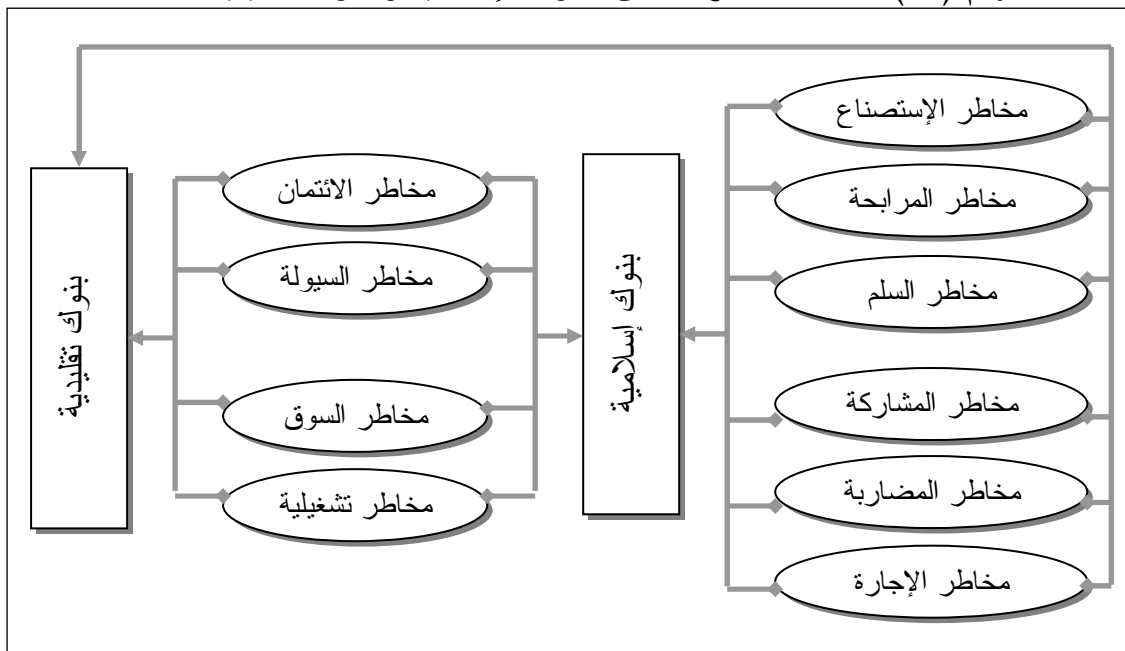 مخاطر الإستصناع
مخاطر المرابحة
مخاطر السلم
مخاطر المشاركة
مخاطر المضاربة
مخاطر الإجارة
بنوك إسلامية
مخاطر الائتمان
مخاطر السيولة
مخاطر السوق
مخاطر تشغيلية
بنوك تقليدية